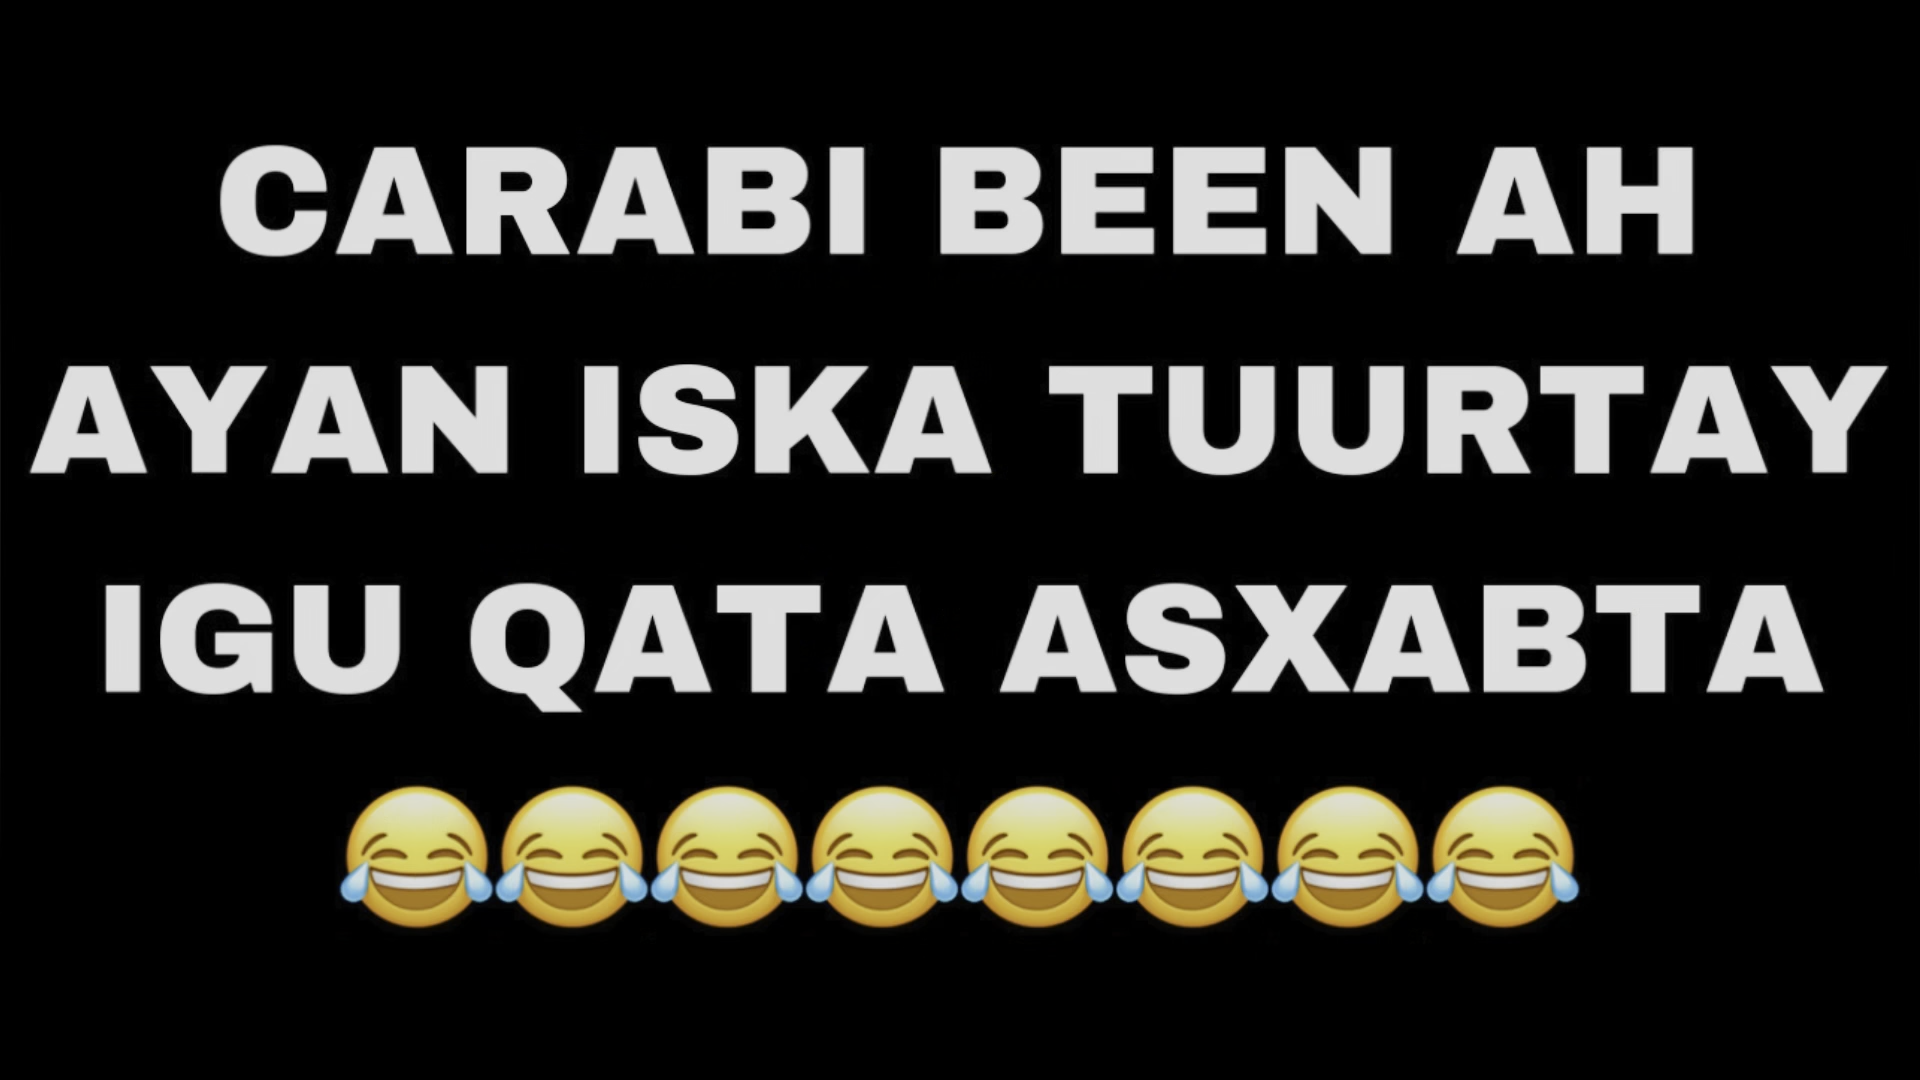 CARABI BEEN AH
AYAN ISKA TUURTAY
IGU QATA ASXABTA
😂😂😂😂😂😂😂😂